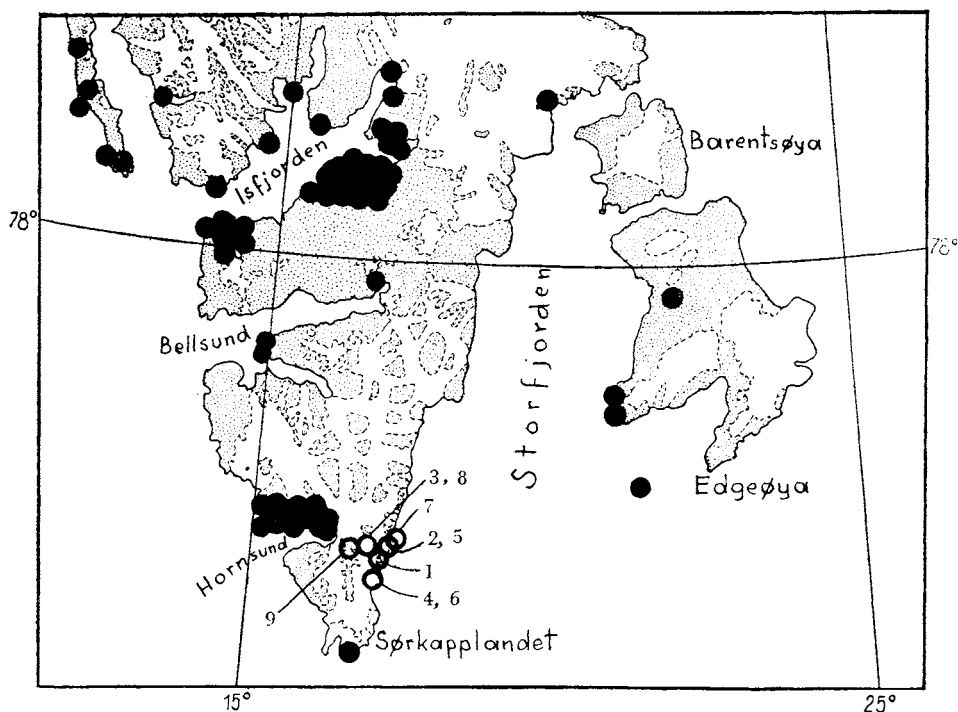 Barentsøya
Isfjorden
78°
78°
Bellsund
Storfjorden
3, 8
7
Edgeøya
2, 5
Hornsund
1
4, 6
9
Sørkapplandet
15°
25°